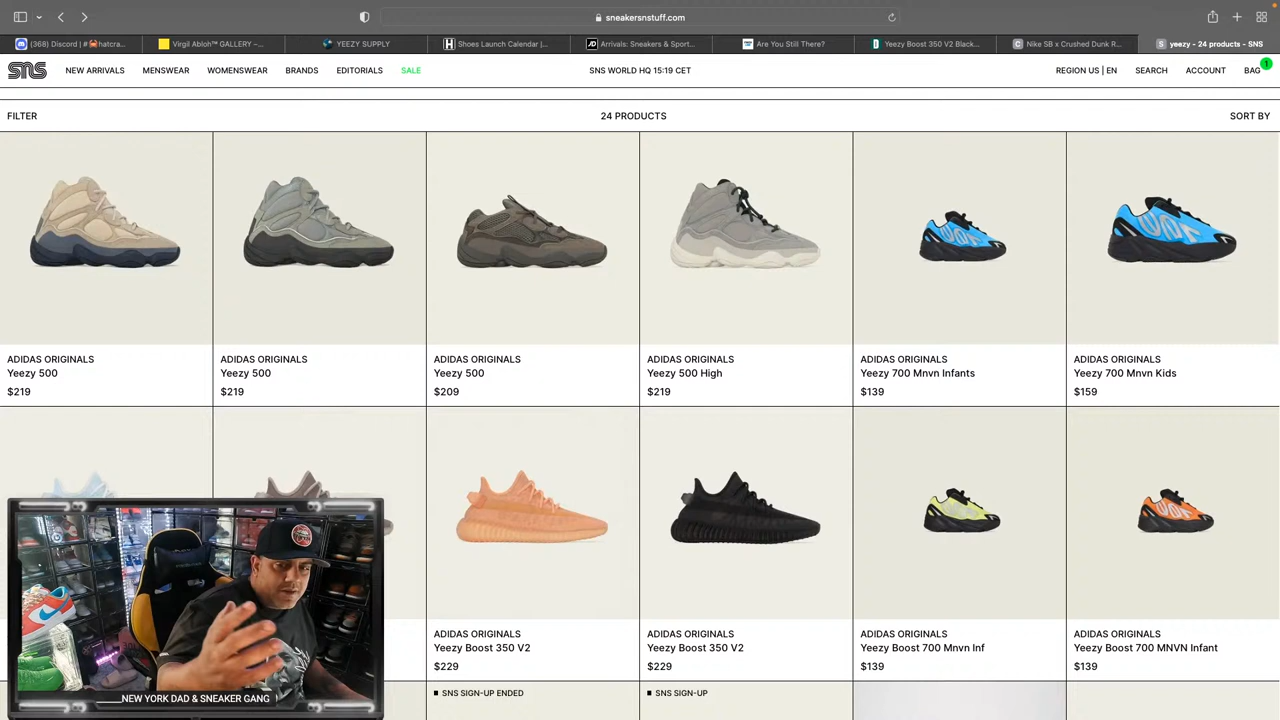 sneakersnstuff.com
(368) Discord | #🦀hatcra...
Virgil Abloh™ GALLERY –...
YEEZY SUPPLY
Shoes Launch Calendar |...
Arrivals: Sneakers & Sport...
Are You Still There?
Yeezy Boost 350 V2 Black...
Nike SB x Crushed Dunk R...
yeezy - 24 products - SNS
SNS
NEW ARRIVALS
MENSWEAR
WOMENSWEAR
BRANDS
EDITORIALS
SALE
SNS WORLD HQ 15:19 CET
REGION US | EN
SEARCH
ACCOUNT
BAG
1
FILTER
24 PRODUCTS
SORT BY
ADIDAS ORIGINALS
Yeezy 500
$219
ADIDAS ORIGINALS
Yeezy 500
$219
ADIDAS ORIGINALS
Yeezy 500
$209
ADIDAS ORIGINALS
Yeezy 500 High
$219
ADIDAS ORIGINALS
Yeezy 700 Mnvn Infants
$139
ADIDAS ORIGINALS
Yeezy 700 Mnvn Kids
$159
ADIDAS ORIGINALS
Yeezy Boost 350 V2
$229
ADIDAS ORIGINALS
Yeezy Boost 350 V2
$229
ADIDAS ORIGINALS
Yeezy Boost 700 Mnvn Inf
$139
ADIDAS ORIGINALS
Yeezy Boost 700 MNVN Infant
$139
SNS SIGN-UP ENDED
SNS SIGN-UP
NEW YORK DAD & SNEAKER GANG